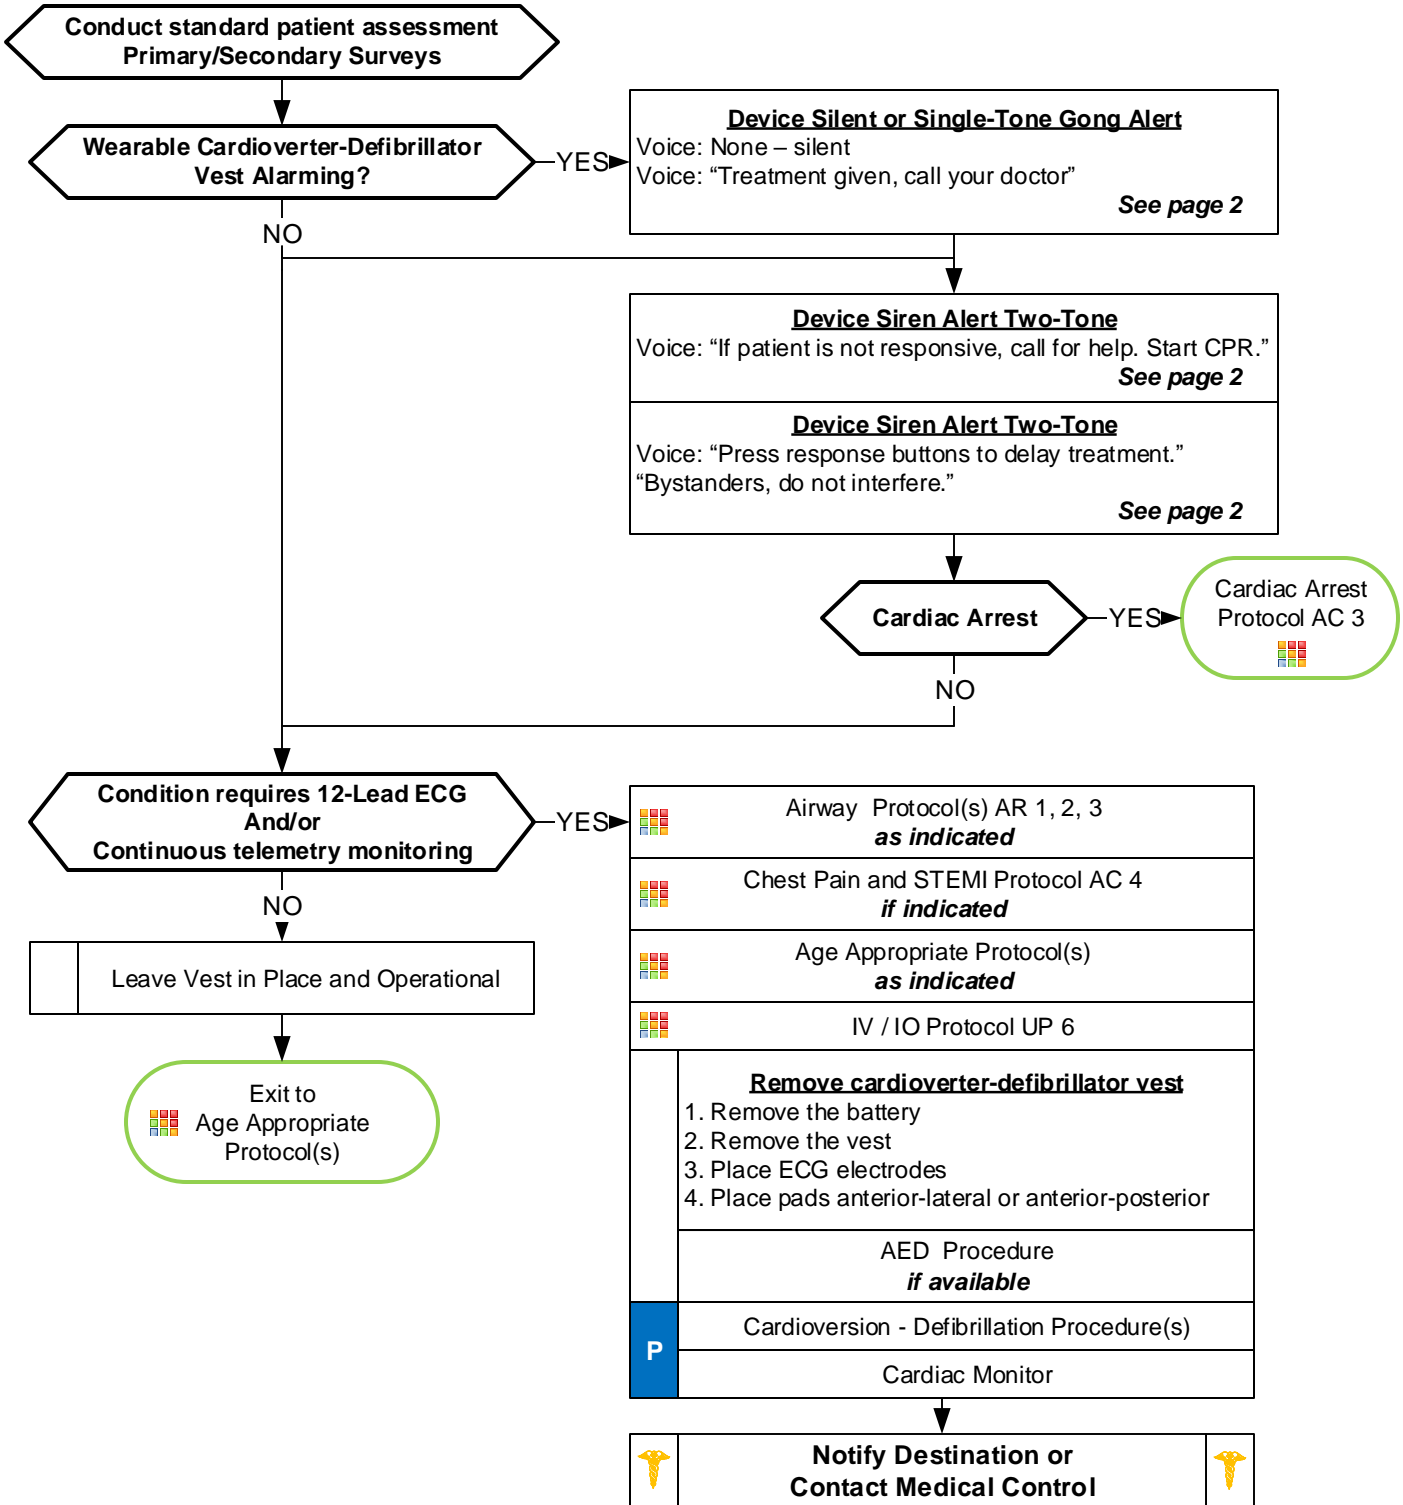 Conduct standard patient assessment
Primary/Secondary Surveys
Wearable Cardioverter-Defibrillator
Vest Alarming?
YES
NO
Device Silent or Single-Tone Gong Alert
Voice: None – silent
Voice: “Treatment given, call your doctor”
See page 2
Device Siren Alert Two-Tone
Voice: “If patient is not responsive, call for help. Start CPR.”
See page 2
Device Siren Alert Two-Tone
Voice: “Press response buttons to delay treatment.”
“Bystanders, do not interfere.”
See page 2
Cardiac Arrest
YES
Cardiac Arrest
Protocol AC 3
NO
Condition requires 12-Lead ECG
And/or
Continuous telemetry monitoring
YES
NO
Leave Vest in Place and Operational
Exit to
Age Appropriate
Protocol(s)
Airway Protocol(s) AR 1, 2, 3
as indicated
Chest Pain and STEMI Protocol AC 4
if indicated
Age Appropriate Protocol(s)
as indicated
IV / IO Protocol UP 6
Remove cardioverter-defibrillator vest
1. Remove the battery
2. Remove the vest
3. Place ECG electrodes
4. Place pads anterior-lateral or anterior-posterior
AED Procedure
if available
P
Cardioversion - Defibrillation Procedure(s)
Cardiac Monitor
Notify Destination or
Contact Medical Control